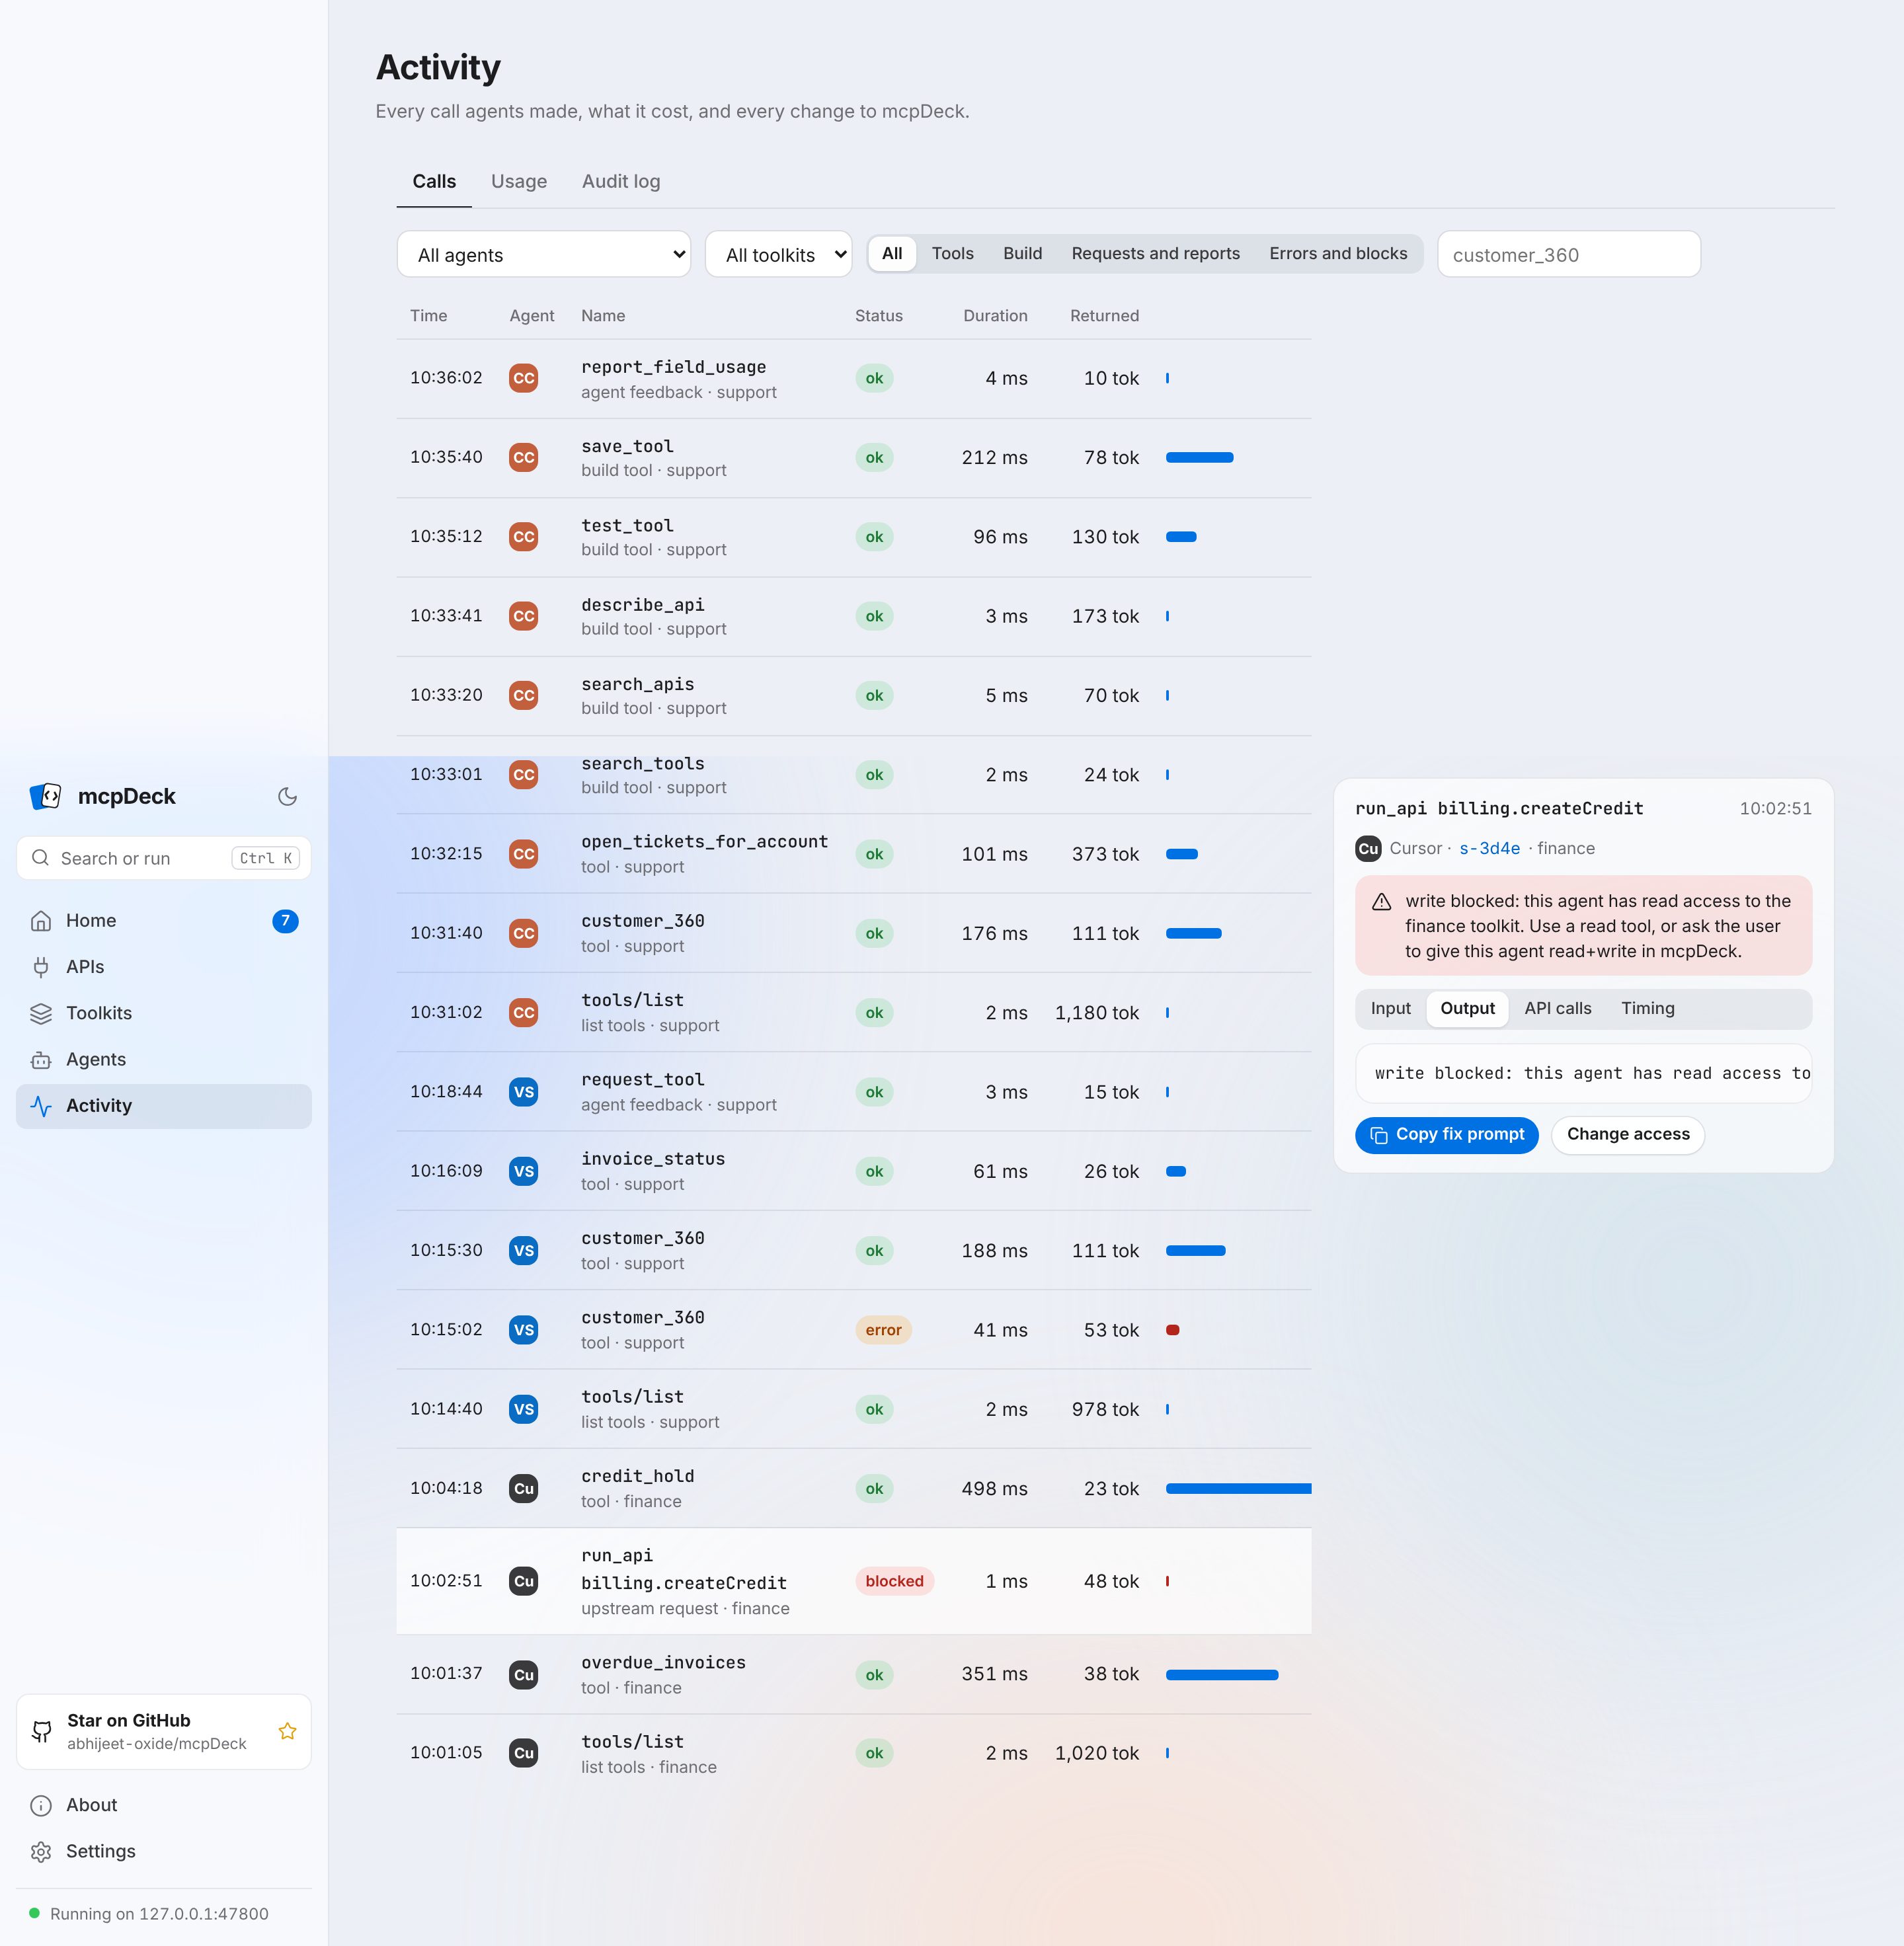 Activity
Every call agents made, what it cost, and every change to mcpDeck.
Calls Usage Audit log
All agents All toolkits All Tools Build Requests and reports Errors and blocks customer_360
Time Agent Name Status Duration Returned
10:36:02 CC report_field_usage ok 4 ms 10 tok
agent feedback · support
10:35:40 CC save_tool ok 212 ms 78 tok
build tool · support
10:35:12 CC test_tool ok 96 ms 130 tok
build tool · support
10:33:41 CC describe_api ok 3 ms 173 tok
build tool · support
10:33:20 CC search_apis ok 5 ms 70 tok
build tool · support
10:33:01 CC search_tools ok 2 ms 24 tok
build tool · support
10:32:15 CC open_tickets_for_account ok 101 ms 373 tok
tool · support
10:31:40 CC customer_360 ok 176 ms 111 tok
tool · support
10:31:02 CC tools/list ok 2 ms 1,180 tok
list tools · support
10:18:44 VS request_tool ok 3 ms 15 tok
agent feedback · support
10:16:09 VS invoice_status ok 61 ms 26 tok
tool · support
10:15:30 VS customer_360 ok 188 ms 111 tok
tool · support
10:15:02 VS customer_360 error 41 ms 53 tok
tool · support
10:14:40 VS tools/list ok 2 ms 978 tok
list tools · support
10:04:18 Cu credit_hold ok 498 ms 23 tok
tool · finance
10:02:51 Cu run_api blocked 1 ms 48 tok
billing.createCredit
upstream request · finance
10:01:37 Cu overdue_invoices ok 351 ms 38 tok
tool · finance
10:01:05 Cu tools/list ok 2 ms 1,020 tok
list tools · finance
run_api billing.createCredit 10:02:51
Cu Cursor · s-3d4e · finance
write blocked: this agent has read access to the
finance toolkit. Use a read tool, or ask the user
to give this agent read+write in mcpDeck.
Input Output API calls Timing
write blocked: this agent has read access to
Copy fix prompt Change access
mcpDeck
Search or run Ctrl K
Home 7
APIs
Toolkits
Agents
Activity
Star on GitHub
abhijeet-oxide/mcpDeck
About
Settings
Running on 127.0.0.1:47800